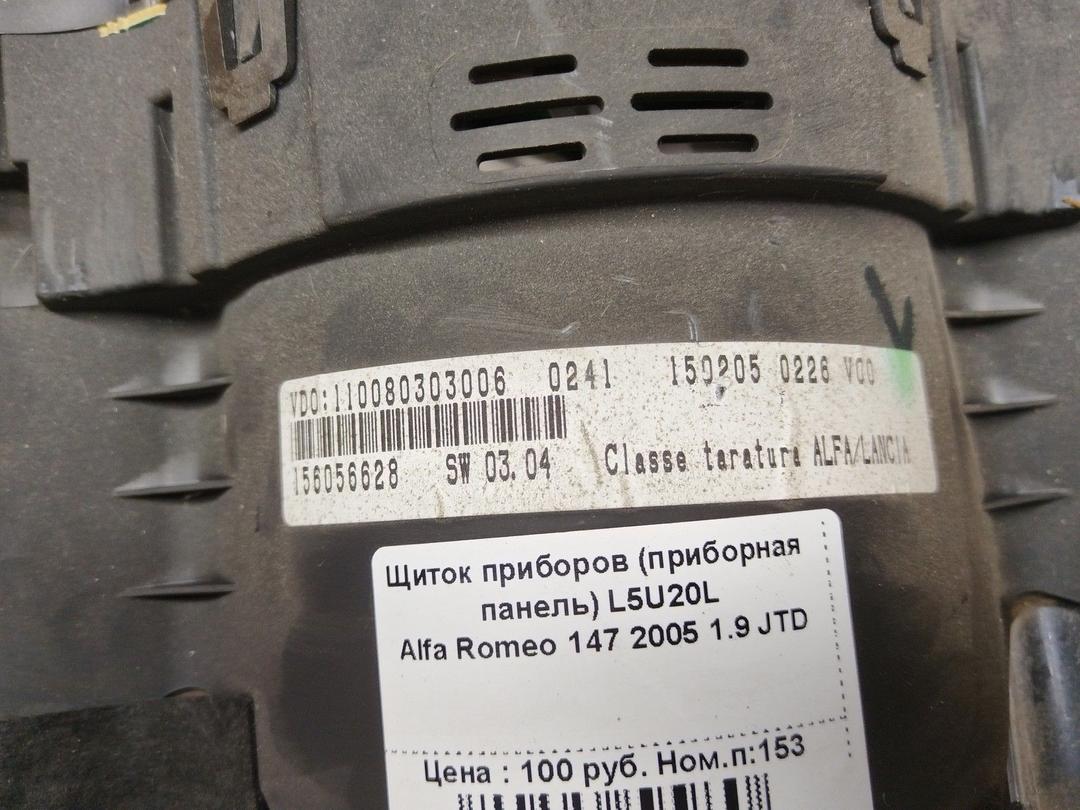 VDO:110080303006 0241 150205 0226 V00
156056628 SW 03.04 Classe taratura ALFA/LANCIA
Щиток приборов (приборная
панель) L5U20L
Alfa Romeo 147 2005 1.9 JTD
Цена : 100 руб. Ном.п:153